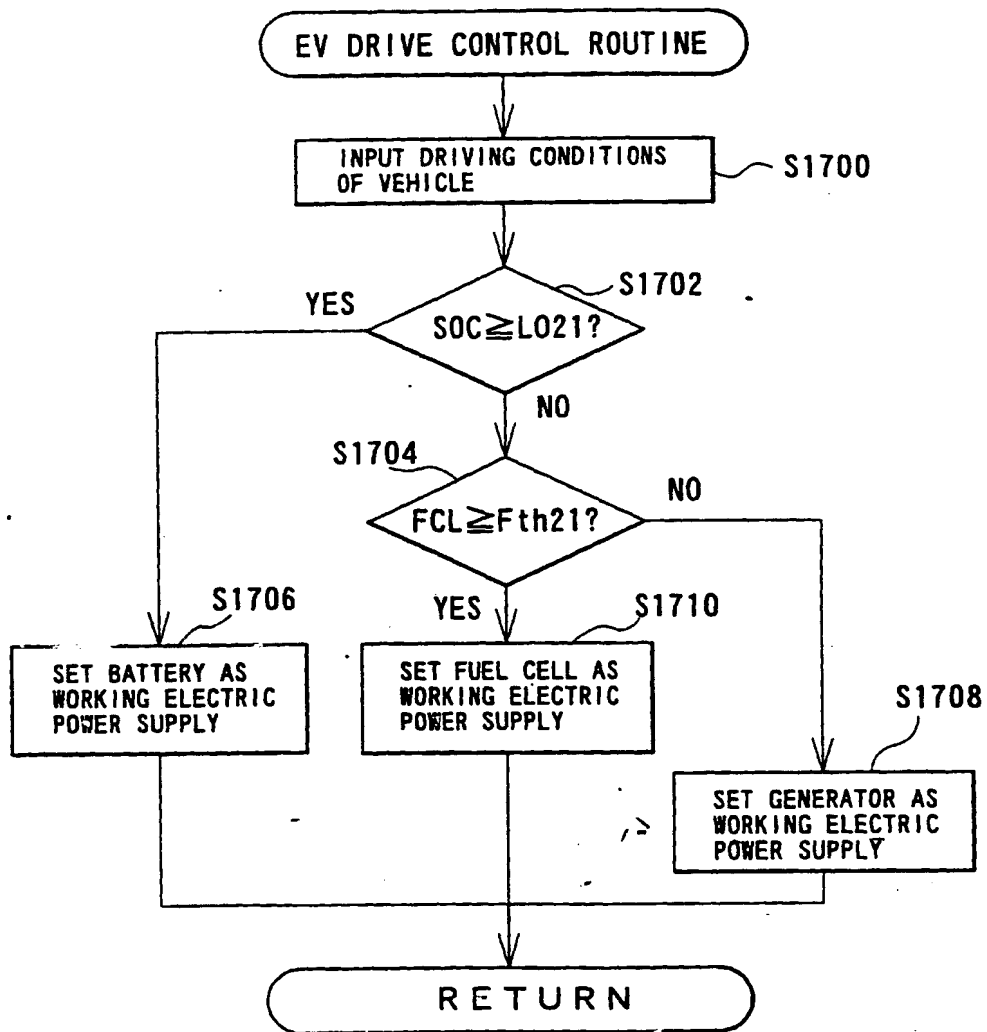 EV DRIVE CONTROL ROUTINE
INPUT DRIVING CONDITIONS
OF VEHICLE
S1700
S1702
YES
SOC≧LO21?
NO
S1704
NO
FCL≧Fth21?
S1706
YES
S1710
SET BATTERY AS
WORKING ELECTRIC
POWER SUPPLY
SET FUEL CELL AS
WORKING ELECTRIC
POWER SUPPLY
S1708
SET GENERATOR AS
WORKING ELECTRIC
POWER SUPPLY
RETURN